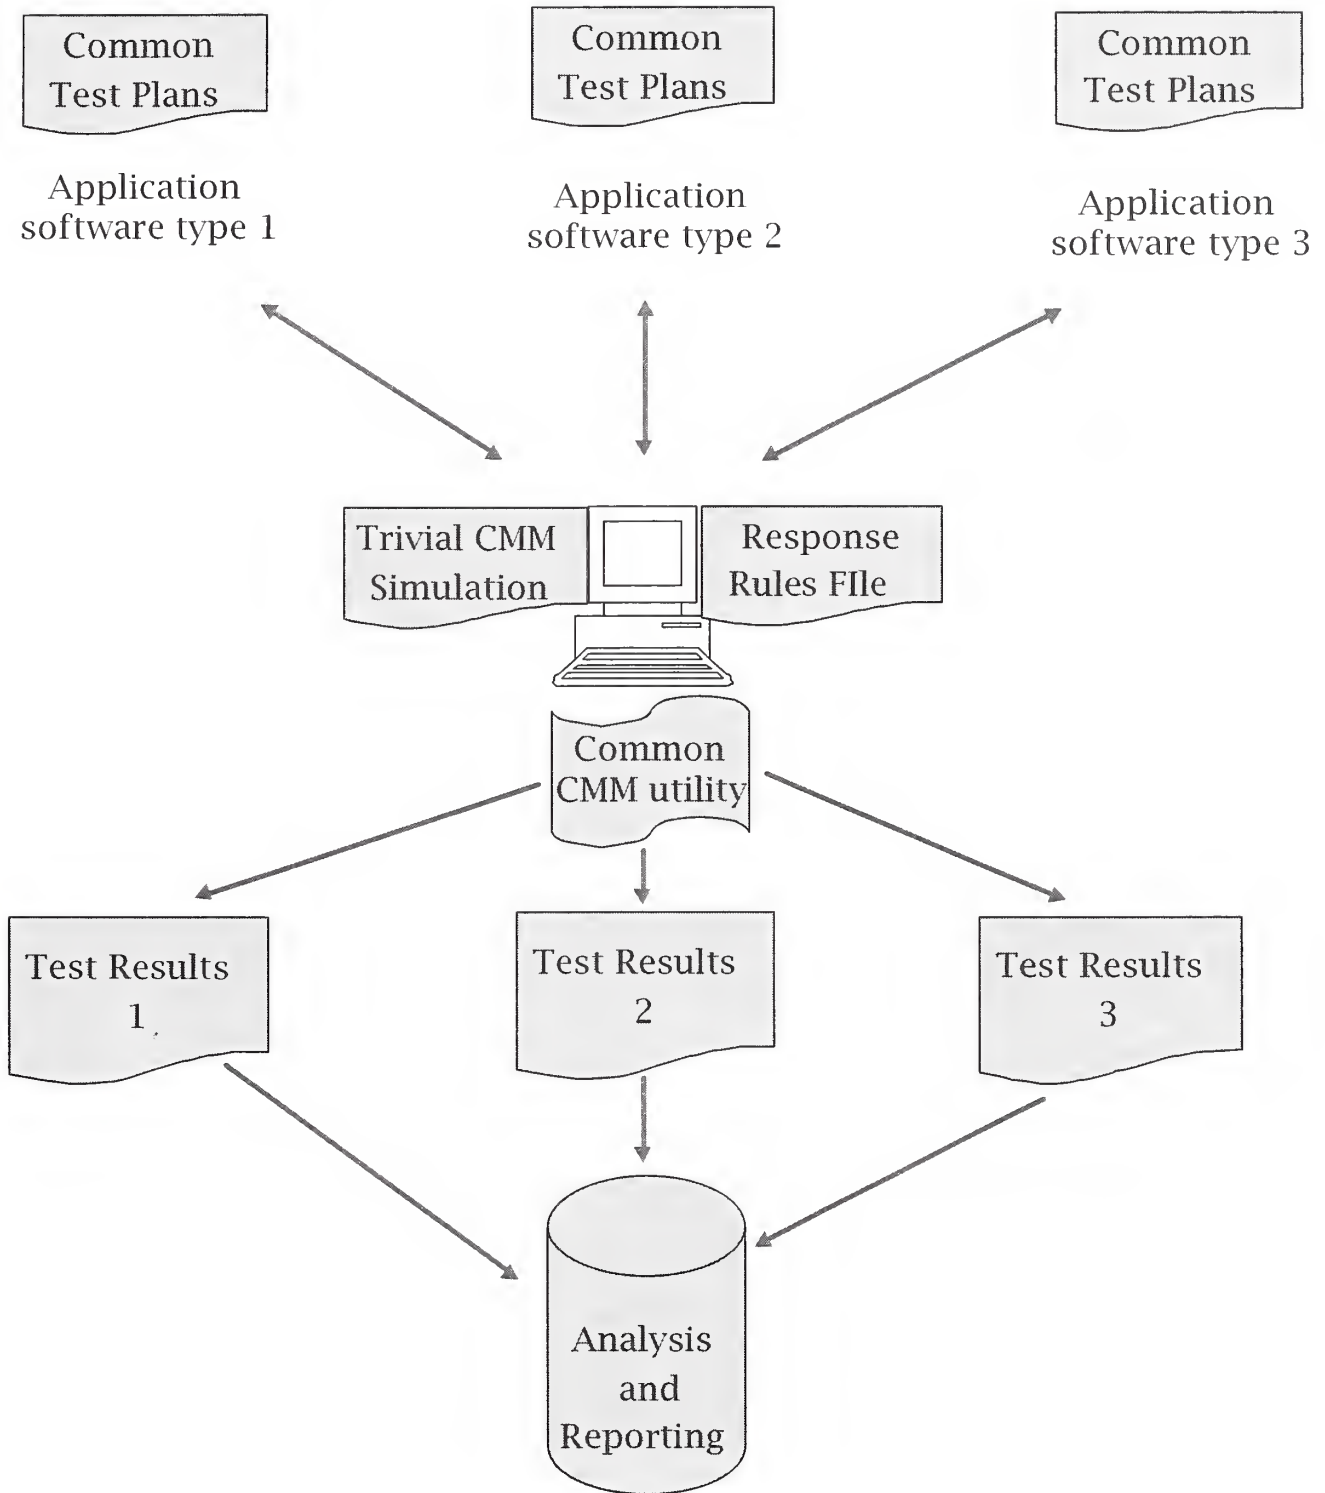 Common
Test Plans
Application
software type 1
Common
Test Plans
Application
software type 2
Common
Test Plans
Application
software type 3
Trivial CMM
Simulation
Response
Rules FIle
Common
CMM utility
Test Results
1
Test Results
2
Test Results
3
Analysis
and
Reporting